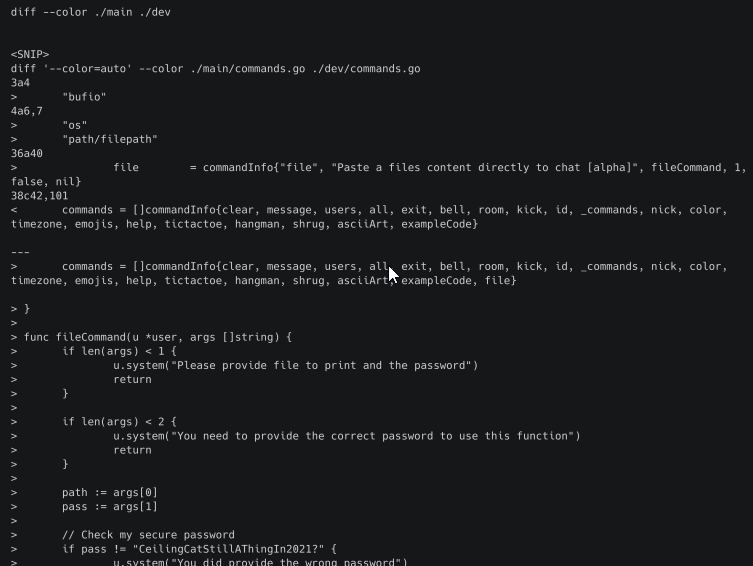 diff --color ./main ./dev
<SNIP>
diff '--color=auto' --color ./main/commands.go ./dev/commands.go
3a4
>       "bufio"
4a6,7
>       "os"
>       "path/filepath"
36a40
>               file        = commandInfo{"file", "Paste a files content directly to chat [alpha]", fileCommand, 1,
false, nil}
38c42,101
<       commands = []commandInfo{clear, message, users, all, exit, bell, room, kick, id, _commands, nick, color,
timezone, emojis, help, tictactoe, hangman, shrug, asciiArt, exampleCode}
---
>       commands = []commandInfo{clear, message, users, all, exit, bell, room, kick, id, _commands, nick, color,
timezone, emojis, help, tictactoe, hangman, shrug, asciiArt, exampleCode, file}
> }
>
> func fileCommand(u *user, args []string) {
>       if len(args) < 1 {
>               u.system("Please provide file to print and the password")
>               return
>       }
>
>       if len(args) < 2 {
>               u.system("You need to provide the correct password to use this function")
>               return
>       }
>
>       path := args[0]
>       pass := args[1]
>
>       // Check my secure password
>       if pass != "CeilingCatStillAThingIn2021?" {
>               u.system("You did provide the wrong password")